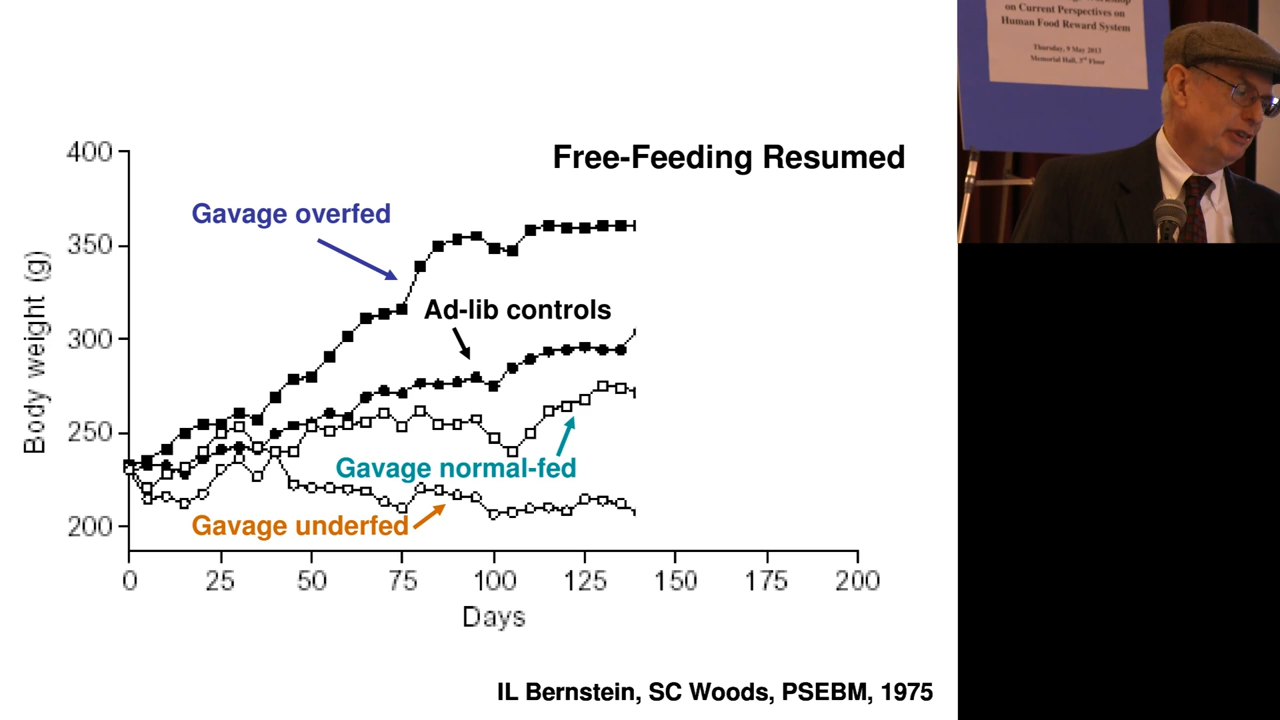 Free-Feeding Resumed
400
350
300
250
200
Body weight (g)
Gavage overfed
Ad-lib controls
Gavage normal-fed
Gavage underfed
0 25 50 75 100 125 150 175 200
Days
IL Bernstein, SC Woods, PSEBM, 1975
on Current Perspectives on
Human Food Reward System
Thursday, 9 May 2013
Memorial Hall, 3rd Floor